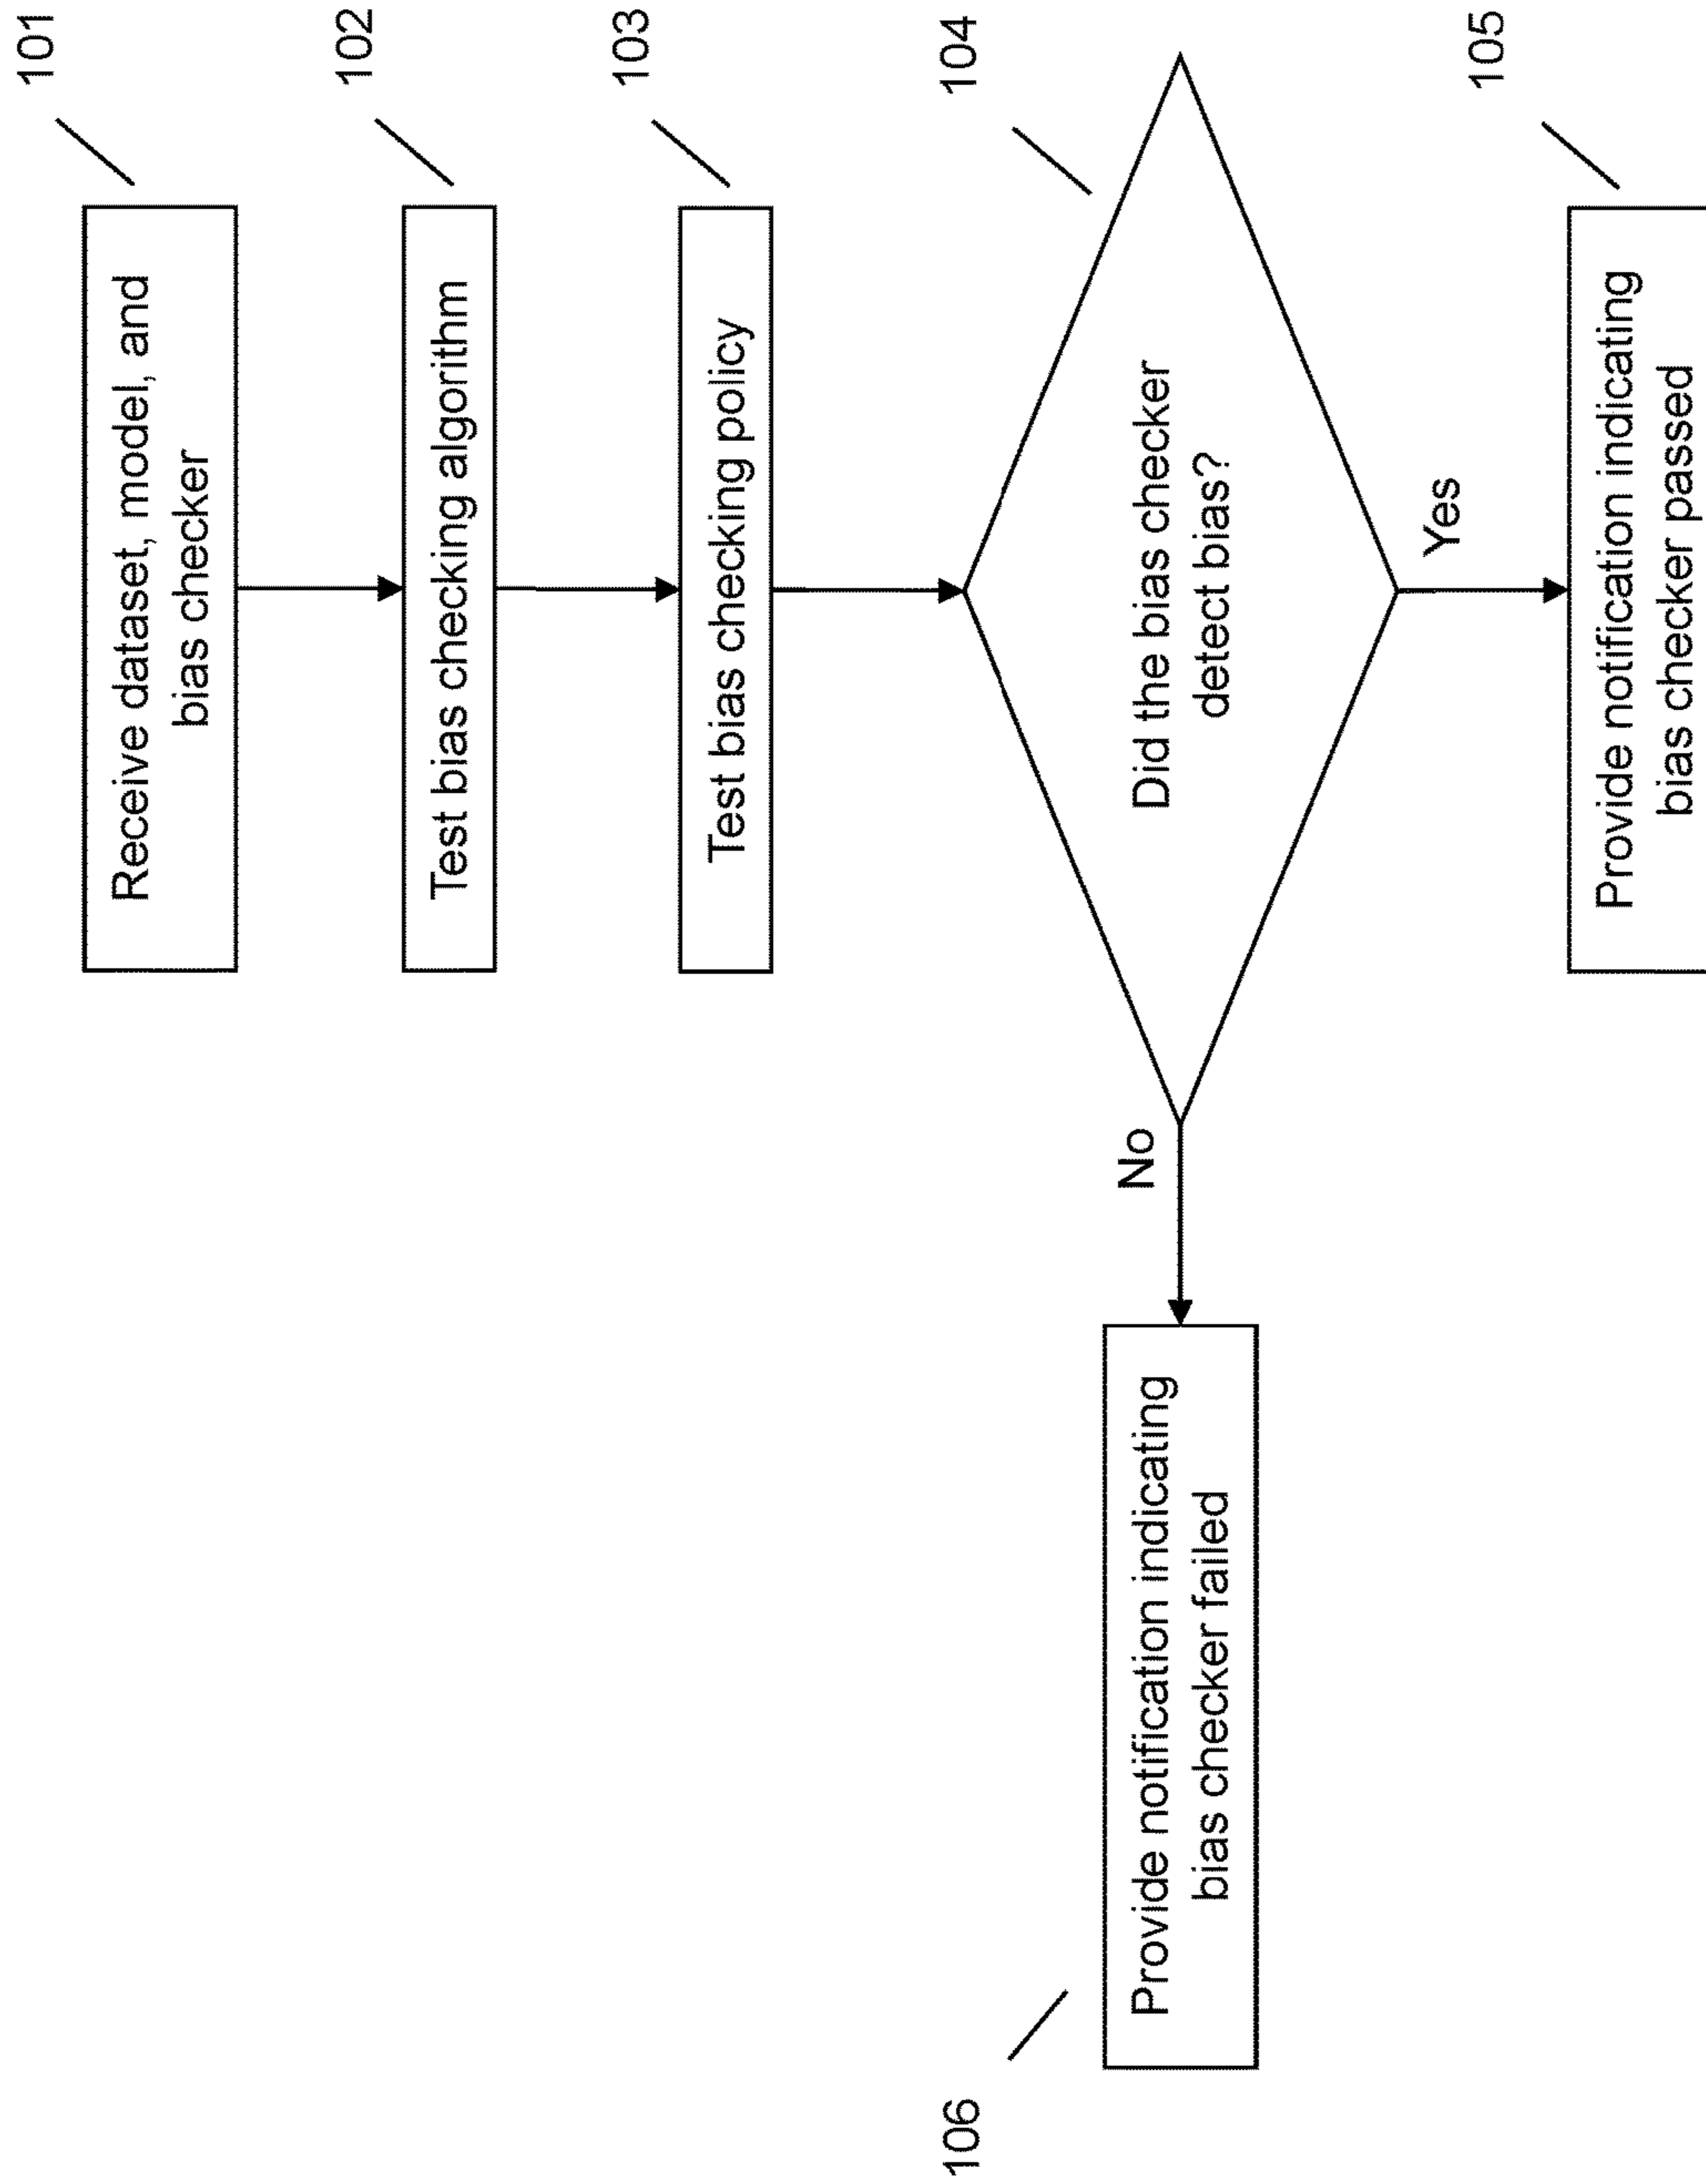 101
Receive dataset, model, and
bias checker
102
Test bias checking algorithm
103
Test bias checking policy
104
Did the bias checker
detect bias?
No
Yes
106
Provide notification indicating
bias checker failed
105
Provide notification indicating
bias checker passed